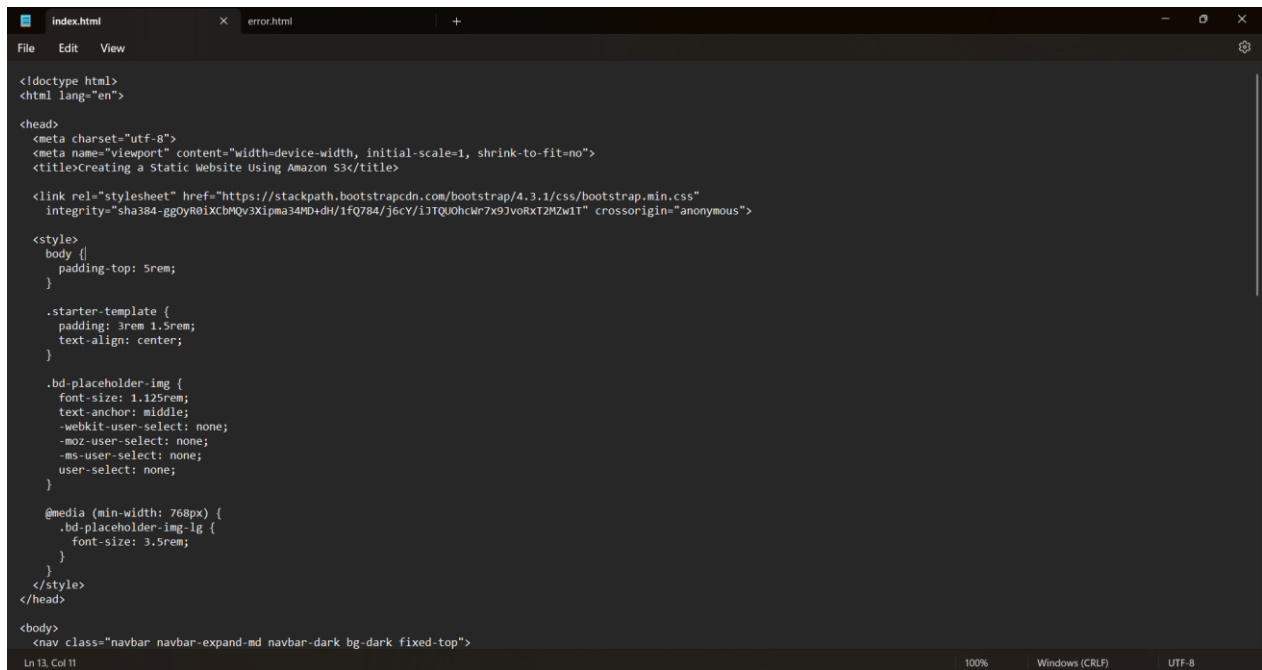 index.html
error.html
File Edit View
<!doctype html>
<html lang="en">
<head>
<meta charset="utf-8">
<meta name="viewport" content="width=device-width, initial-scale=1, shrink-to-fit=no">
<title>Creating a Static Website Using Amazon S3</title>
<link rel="stylesheet" href="https://stackpath.bootstrapcdn.com/bootstrap/4.3.1/css/bootstrap.min.css"
integrity="sha384-ggOyR0iXCbMQv3Xipma34MD+dH/1fQ784/j6cY/iJTQUOhcWr7x9JvoRxT2MZw1T" crossorigin="anonymous">
<style>
body {
padding-top: 5rem;
}
.starter-template {
padding: 3rem 1.5rem;
text-align: center;
}
.bd-placeholder-img {
font-size: 1.125rem;
text-anchor: middle;
-webkit-user-select: none;
-moz-user-select: none;
-ms-user-select: none;
user-select: none;
}
@media (min-width: 768px) {
.bd-placeholder-img-lg {
font-size: 3.5rem;
}
}
</style>
</head>
<body>
<nav class="navbar navbar-expand-md navbar-dark bg-dark fixed-top">
Ln 13, Col 11
100%
Windows (CRLF)
UTF-8